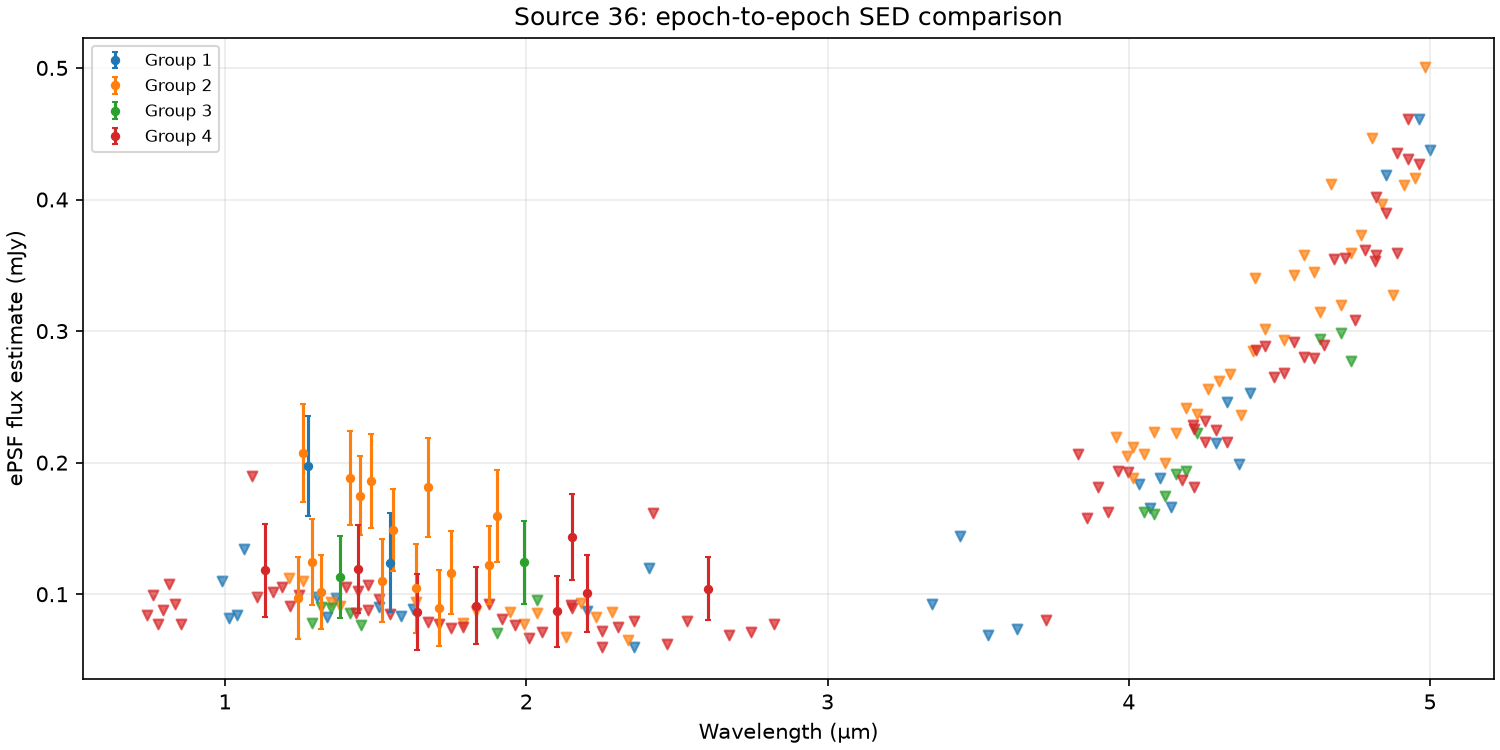 Source 36: epoch-to-epoch SED comparison
Group 1
Group 2
Group 3
Group 4
ePSF flux estimate (mJy)
0.5
0.4
0.3
0.2
0.1
1 2 3 4 5
Wavelength (μm)